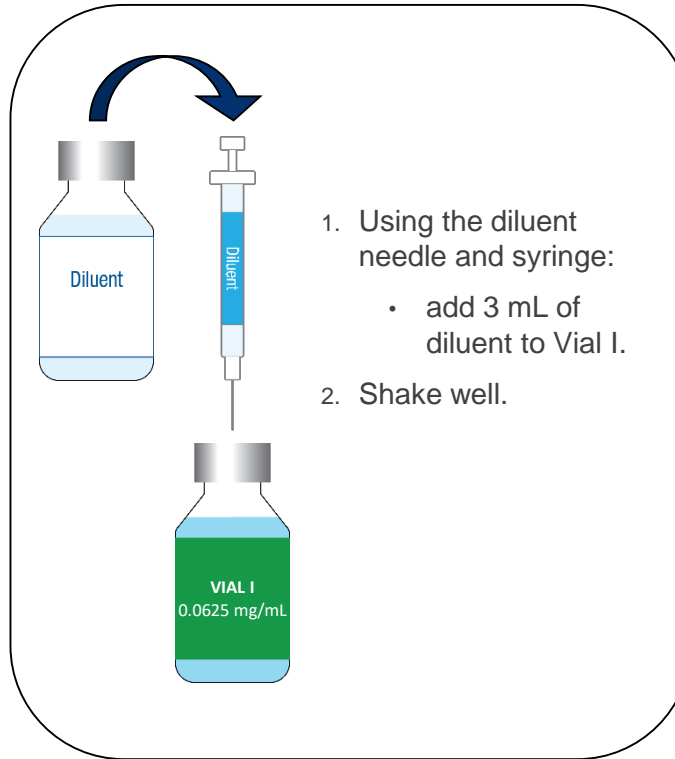 Diluent
Diluent
1. Using the diluent
needle and syringe:
• add 3 mL of
diluent to Vial I.
2. Shake well.
VIAL I
0.0625 mg/mL